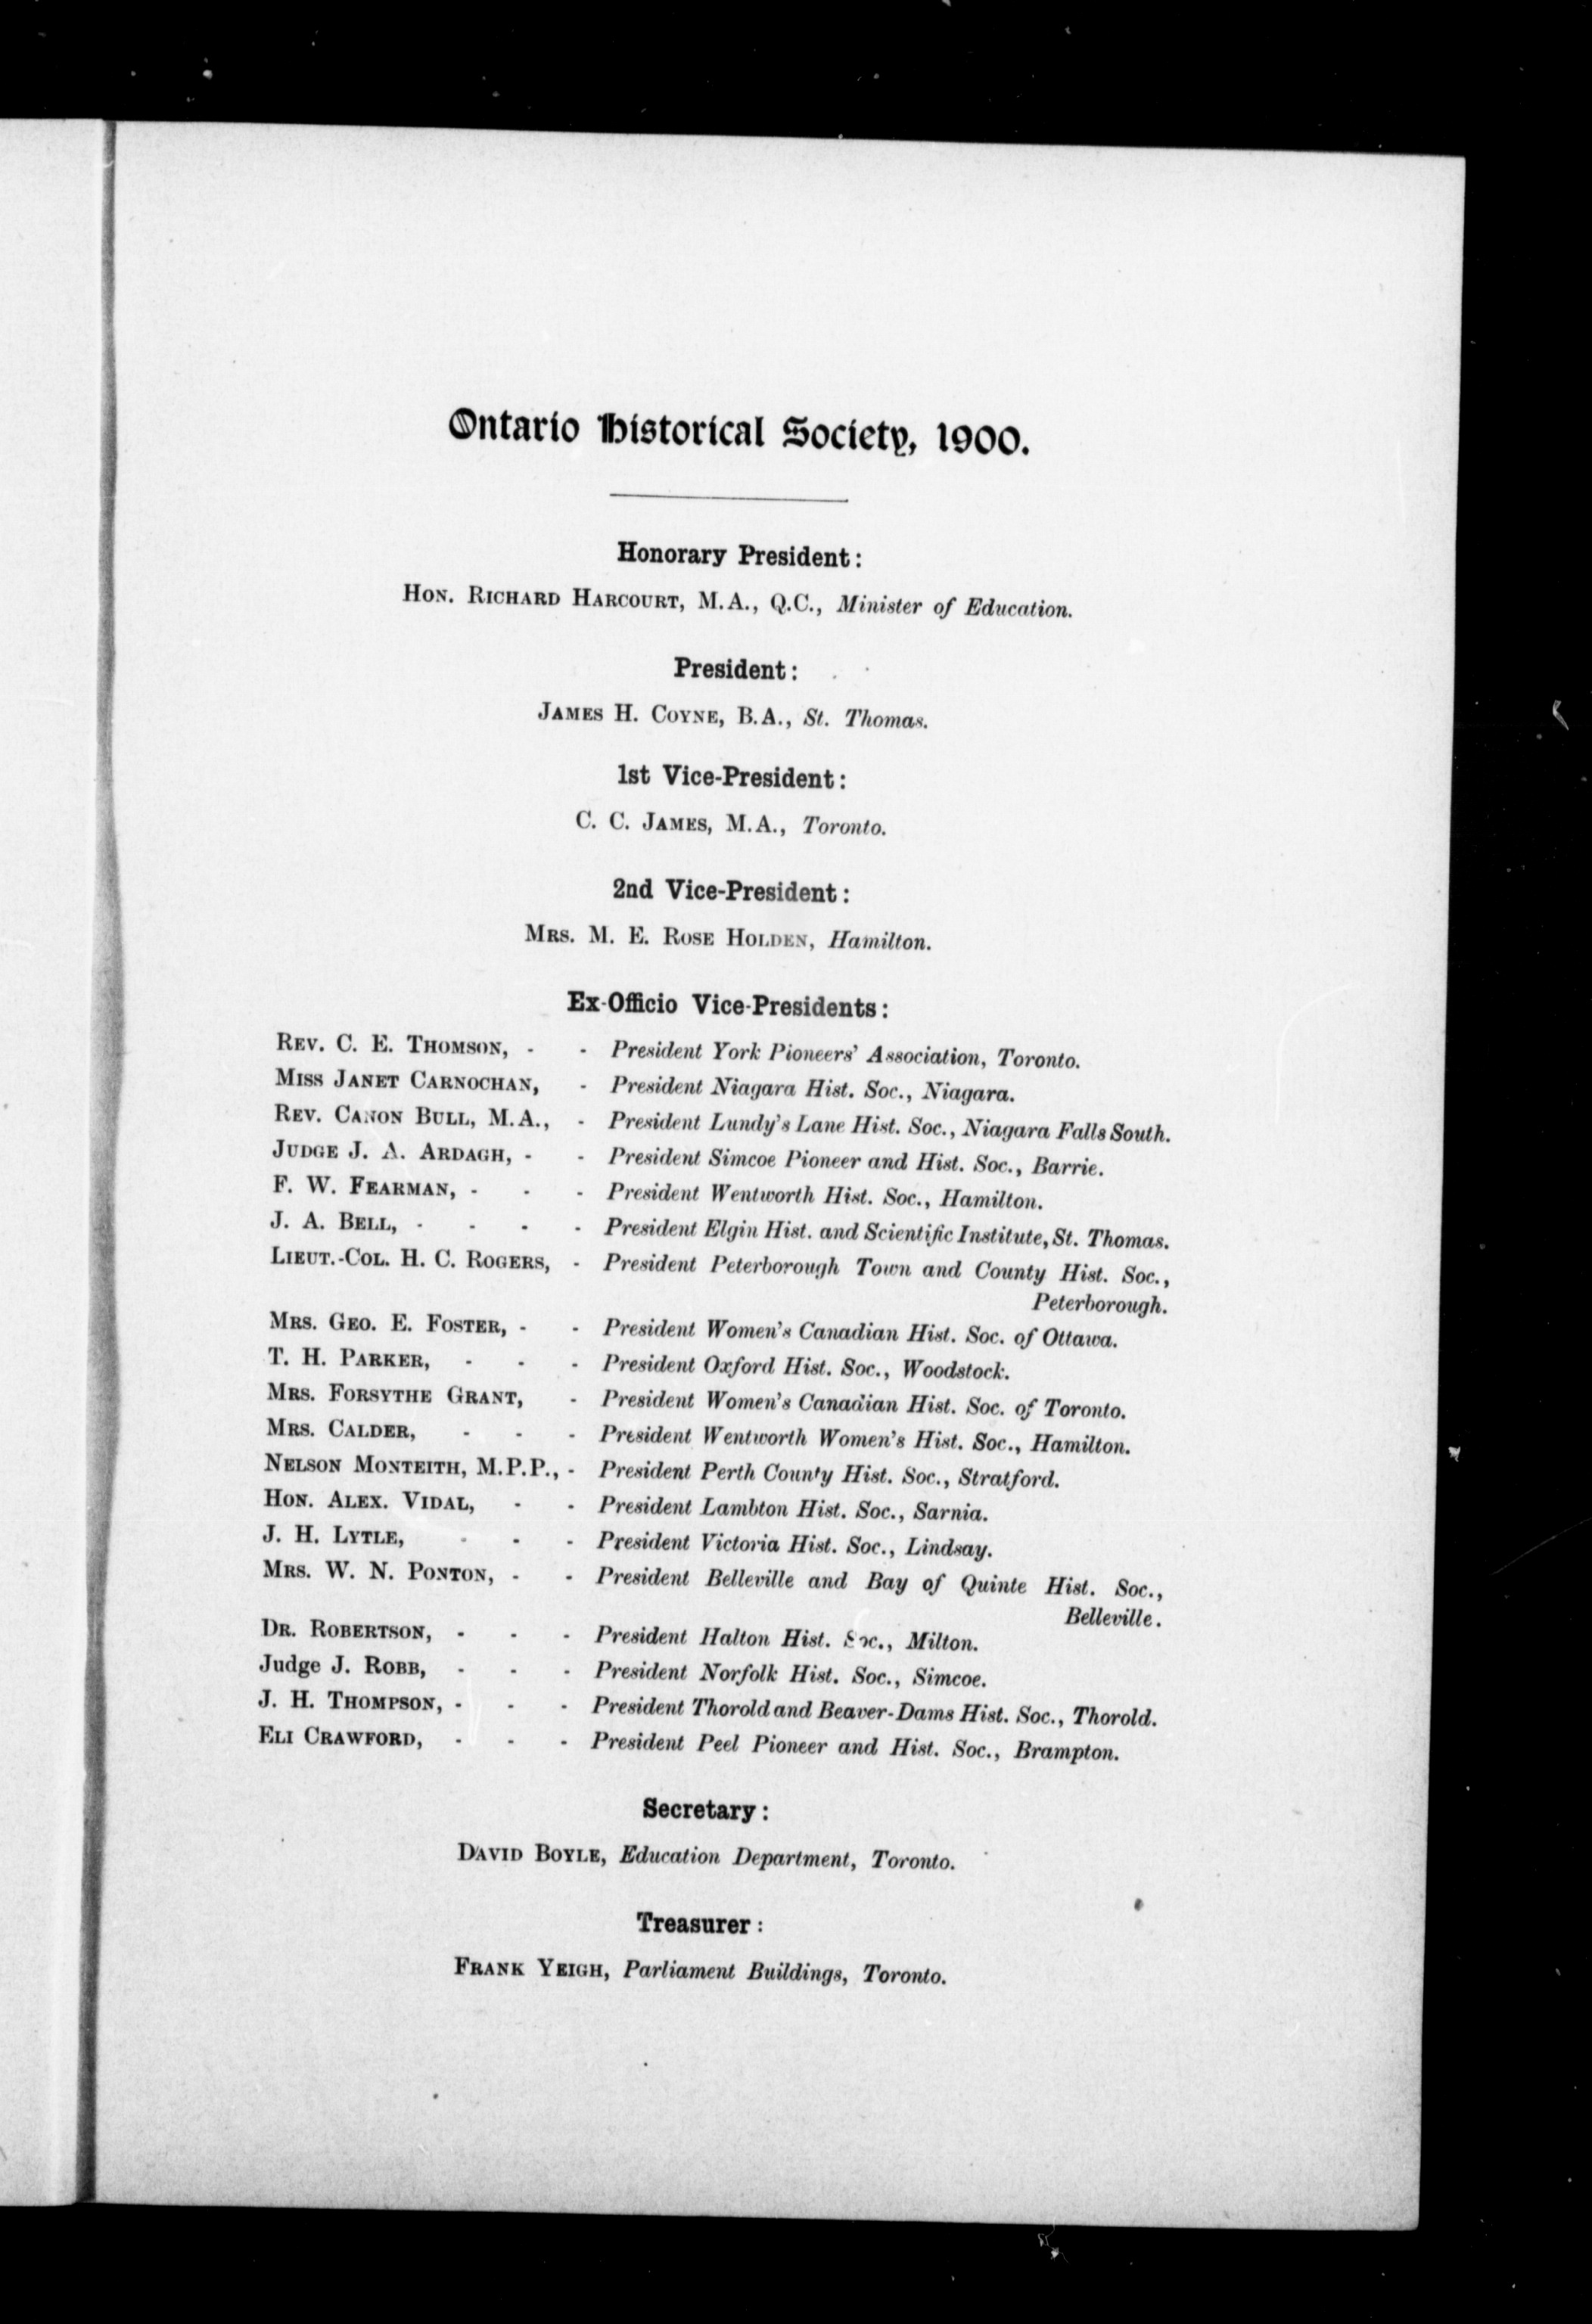 Ontario Historical Society, 1900.
Honorary President:
Hon. Richard Harcourt, M.A., Q.C., Minister of Education.
President:
James H. Coyne, B.A., St. Thomas.
1st Vice-President:
C. C. James, M.A., Toronto.
2nd Vice-President:
Mrs. M. E. Rose Holden, Hamilton.
Ex-Officio Vice-Presidents:
Rev. C. E. Thomson, - - President York Pioneers' Association, Toronto.
Miss Janet Carnochan, - President Niagara Hist. Soc., Niagara.
Rev. Canon Bull, M.A., - President Lundy's Lane Hist. Soc., Niagara Falls South.
Judge J. A. Ardagh, - - President Simcoe Pioneer and Hist. Soc., Barrie.
F. W. Fearman, - - - President Wentworth Hist. Soc., Hamilton.
J. A. Bell, - - - - President Elgin Hist. and Scientific Institute, St. Thomas.
Lieut.-Col. H. C. Rogers, - President Peterborough Town and County Hist. Soc.,
Peterborough.
Mrs. Geo. E. Foster, - - President Women's Canadian Hist. Soc. of Ottawa.
T. H. Parker, - - - President Oxford Hist. Soc., Woodstock.
Mrs. Forsythe Grant, - President Women's Canadian Hist. Soc. of Toronto.
Mrs. Calder, - - - President Wentworth Women's Hist. Soc., Hamilton.
Nelson Monteith, M.P.P., - President Perth County Hist. Soc., Stratford.
Hon. Alex. Vidal, - - President Lambton Hist. Soc., Sarnia.
J. H. Lytle, - - - President Victoria Hist. Soc., Lindsay.
Mrs. W. N. Ponton, - - President Belleville and Bay of Quinte Hist. Soc.,
Belleville.
Dr. Robertson, - - - President Halton Hist. Soc., Milton.
Judge J. Robb, - - - President Norfolk Hist. Soc., Simcoe.
J. H. Thompson, - - - President Thorold and Beaver-Dams Hist. Soc., Thorold.
Eli Crawford, - - - President Peel Pioneer and Hist. Soc., Brampton.
Secretary:
David Boyle, Education Department, Toronto.
Treasurer:
Frank Yeigh, Parliament Buildings, Toronto.